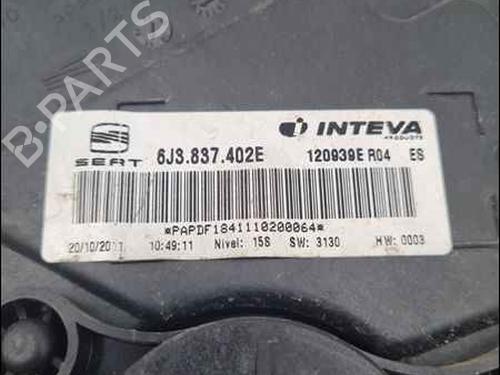 B-PARTS
SEAT 6J3.837.402E
INTEVA
PRODUCTS
120939E R04 ES
*PAPDF1841110200064*
20/10/2011 10:49:11 Nivel: 15S SW: 3130 HW: 0003